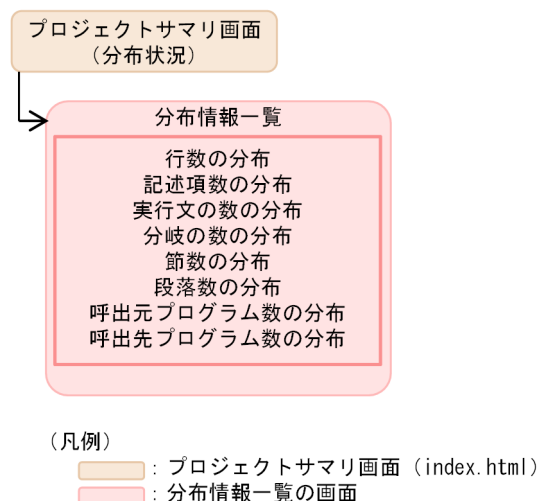 プロジェクトサマリ画面
（分布状況）
分布情報一覧
行数の分布
記述項数の分布
実行文の数の分布
分岐の数の分布
節数の分布
段落数の分布
呼出元プログラム数の分布
呼出先プログラム数の分布
（凡例）
：プロジェクトサマリ画面（index.html）
：分布情報一覧の画面